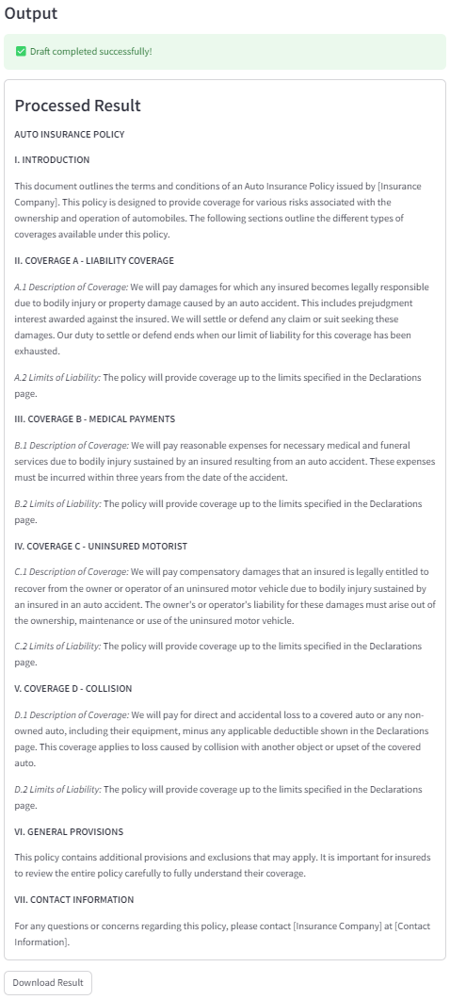 Output
✅ Draft completed successfully!
Processed Result
AUTO INSURANCE POLICY
I. INTRODUCTION
This document outlines the terms and conditions of an Auto Insurance Policy issued by [Insurance
Company]. This policy is designed to provide coverage for various risks associated with the
ownership and operation of automobiles. The following sections outline the different types of
coverages available under this policy.
II. COVERAGE A - LIABILITY COVERAGE
A.1 Description of Coverage: We will pay damages for which any insured becomes legally responsible
due to bodily injury or property damage caused by an auto accident. This includes prejudgment
interest awarded against the insured. We will settle or defend any claim or suit seeking these
damages. Our duty to settle or defend ends when our limit of liability for this coverage has been
exhausted.
A.2 Limits of Liability: The policy will provide coverage up to the limits specified in the Declarations
page.
III. COVERAGE B - MEDICAL PAYMENTS
B.1 Description of Coverage: We will pay reasonable expenses for necessary medical and funeral
services due to bodily injury sustained by an insured resulting from an auto accident. These expenses
must be incurred within three years from the date of the accident.
B.2 Limits of Liability: The policy will provide coverage up to the limits specified in the Declarations
page.
IV. COVERAGE C - UNINSURED MOTORIST
C.1 Description of Coverage: We will pay compensatory damages that an insured is legally entitled to
recover from the owner or operator of an uninsured motor vehicle due to bodily injury sustained by
an insured in an auto accident. The owner's or operator's liability for these damages must arise out of
the ownership, maintenance or use of the uninsured motor vehicle.
C.2 Limits of Liability: The policy will provide coverage up to the limits specified in the Declarations
page.
V. COVERAGE D - COLLISION
D.1 Description of Coverage: We will pay for direct and accidental loss to a covered auto or any non-
owned auto, including their equipment, minus any applicable deductible shown in the Declarations
page. This coverage applies to loss caused by collision with another object or upset of the covered
auto.
D.2 Limits of Liability: The policy will provide coverage up to the limits specified in the Declarations
page.
VI. GENERAL PROVISIONS
This policy contains additional provisions and exclusions that may apply. It is important for insureds
to review the entire policy carefully to fully understand their coverage.
VII. CONTACT INFORMATION
For any questions or concerns regarding this policy, please contact [Insurance Company] at [Contact
Information].
Download Result